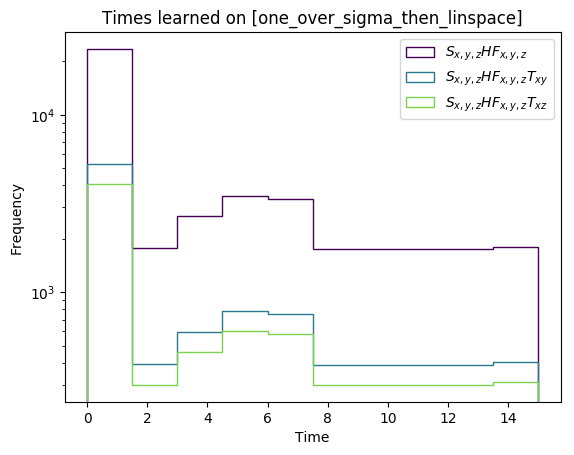 Times learned on [one_over_sigma_then_linspace]
S_{x,y,z}HF_{x,y,z}
S_{x,y,z}HF_{x,y,z}T_{xy}
S_{x,y,z}HF_{x,y,z}T_{xz}
Frequency
10^4
10^3
0 2 4 6 8 10 12 14
Time